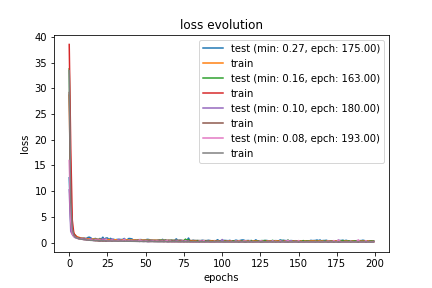 loss evolution
40
35
30
25
20
15
10
5
0
loss
test (min: 0.27, epch: 175.00)
train
test (min: 0.16, epch: 163.00)
train
test (min: 0.10, epch: 180.00)
train
test (min: 0.08, epch: 193.00)
train
0 25 50 75 100 125 150 175 200
epochs